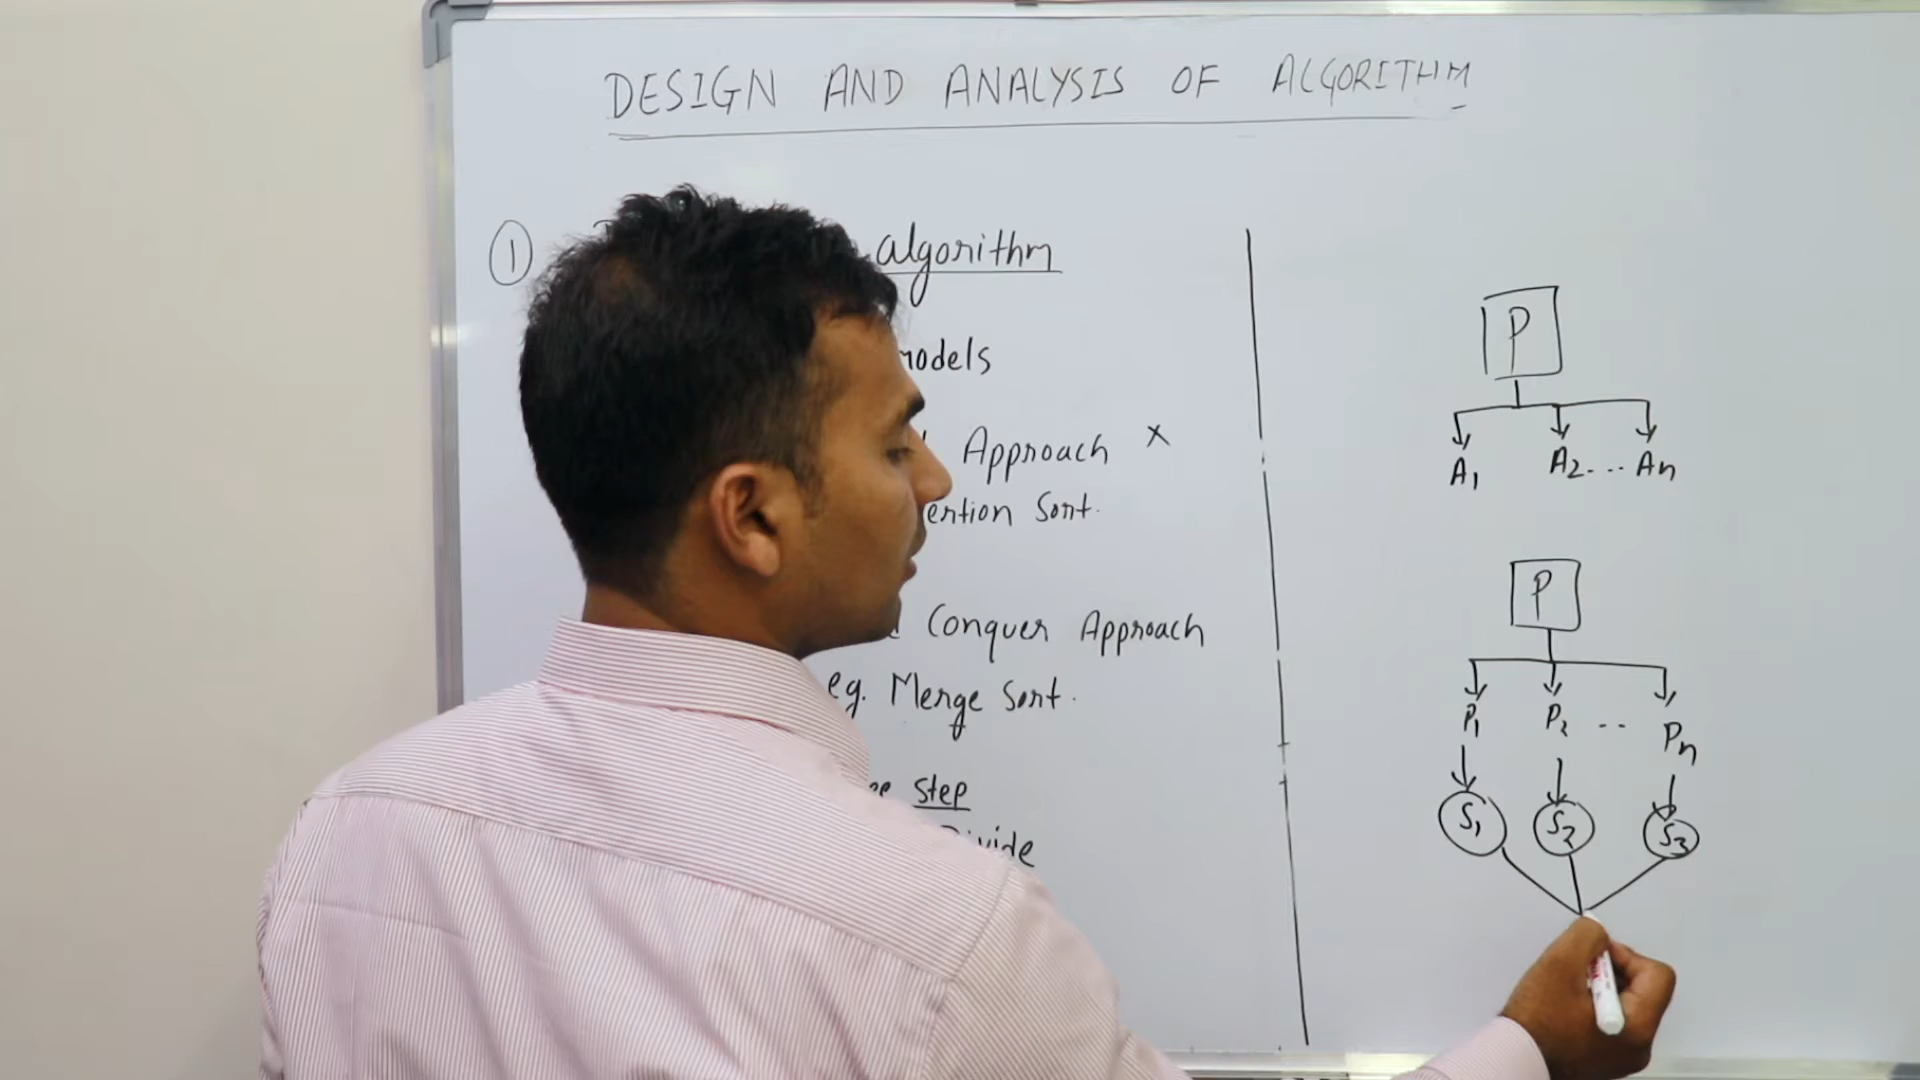 DESIGN AND ANALYSIS OF ALGORITHM
① algorithm
models
Approach ×
ertion Sort.
Conquer Approach
eg. Merge Sort.
step
vide
P
A1 A2 ... An
P
P1 P2 .. Pn
S1 S2 S3